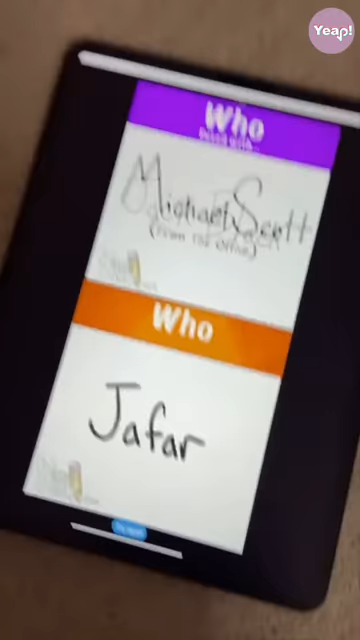 Yeap!
Who
Michael Scott
(From The Office)
Who
Jafar